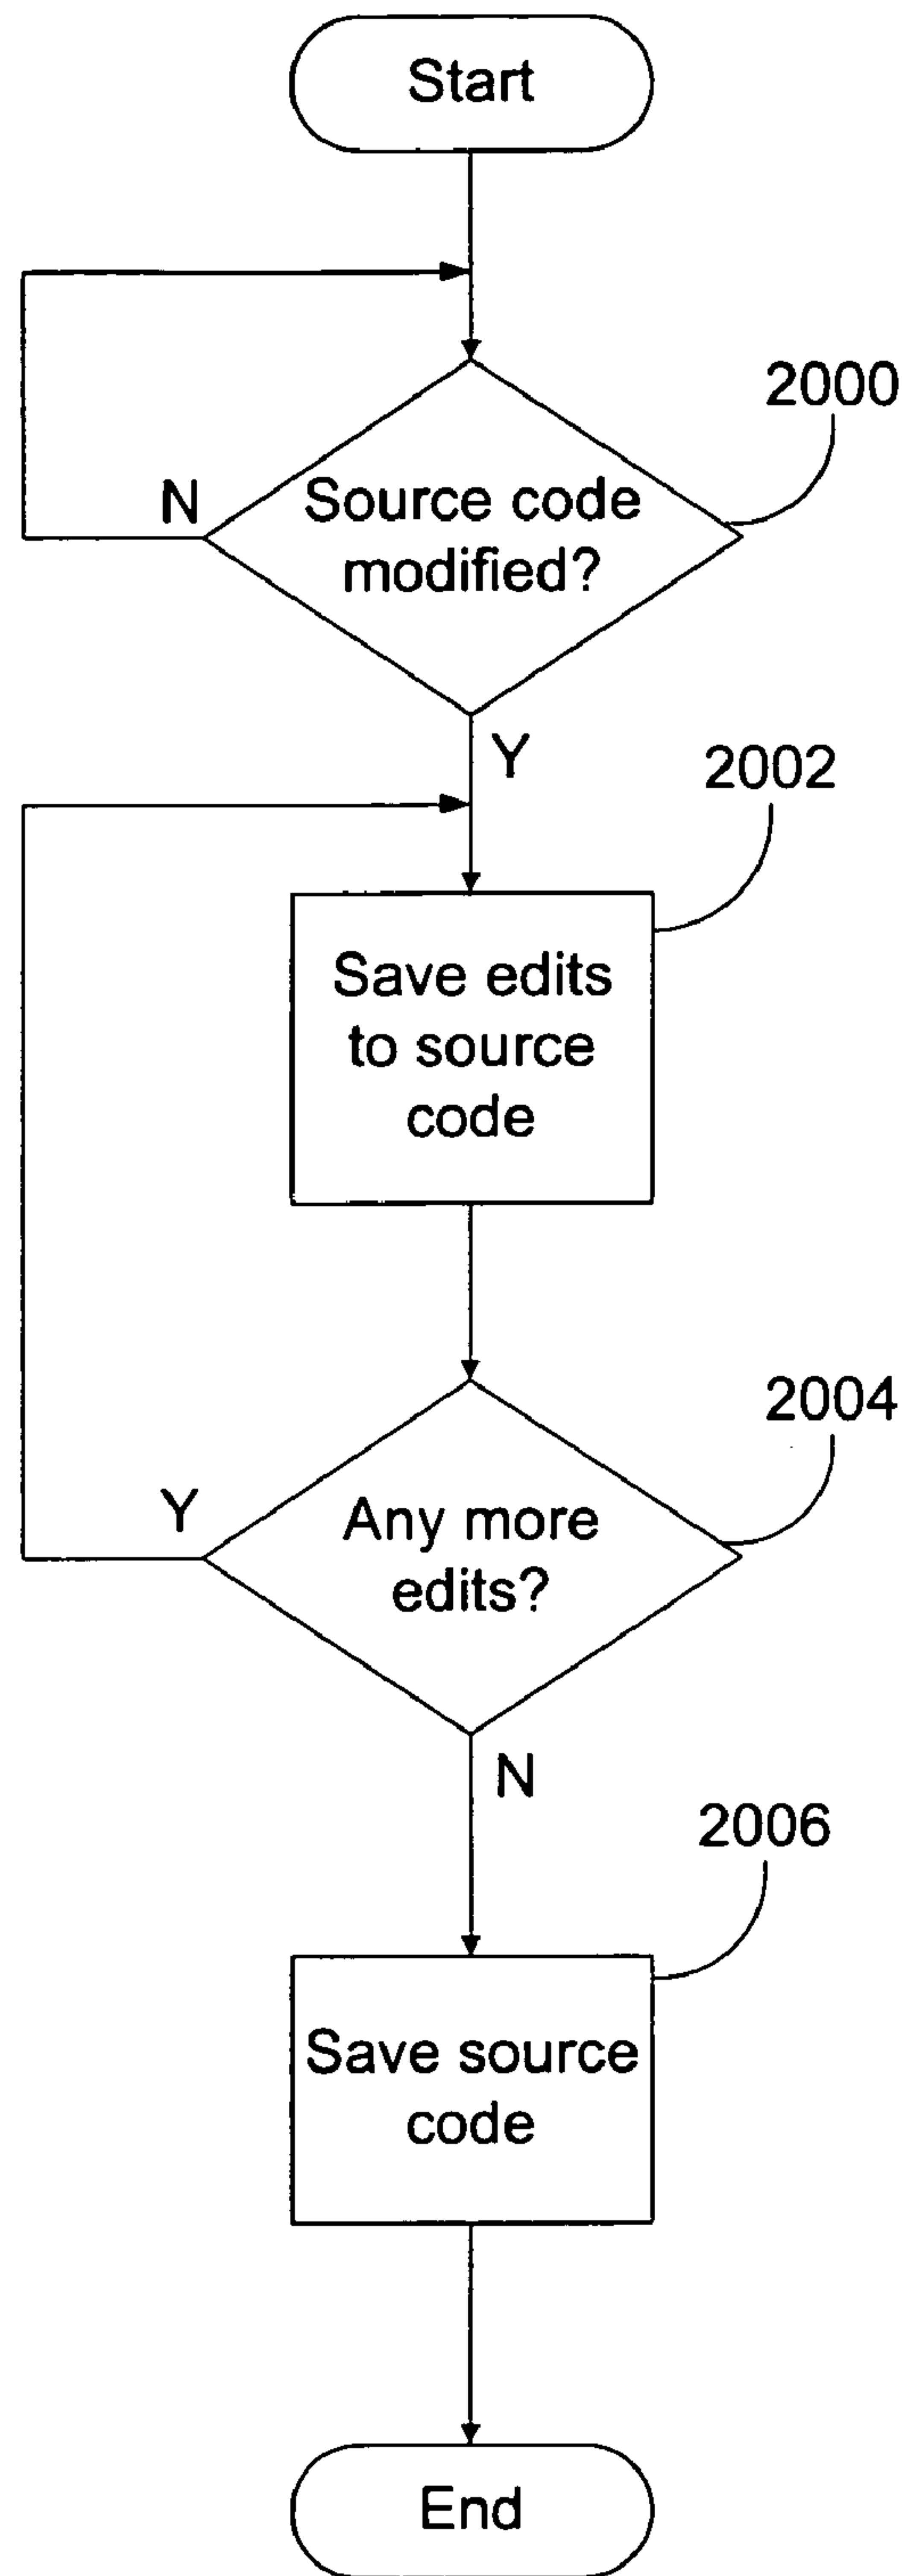 Start
2000
N
Source code
modified?
Y
2002
Save edits
to source
code
2004
Y
Any more
edits?
N
2006
Save source
code
End